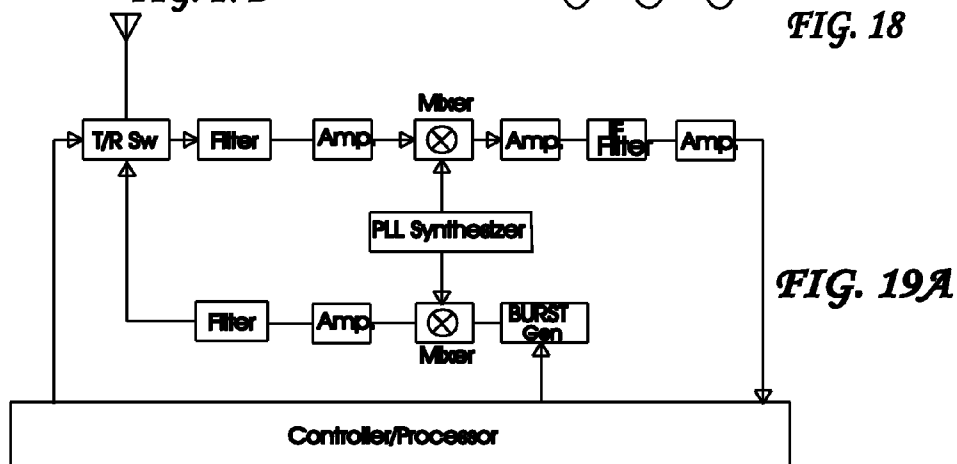 FIG. 18
Mixer
T/R Sw
Filter
Amp.
Amp.
IF
Filter
Amp.
PLL Synthesizer
FIG. 19A
Filter
Amp.
BURST
Gen
Mixer
Controller/Processor